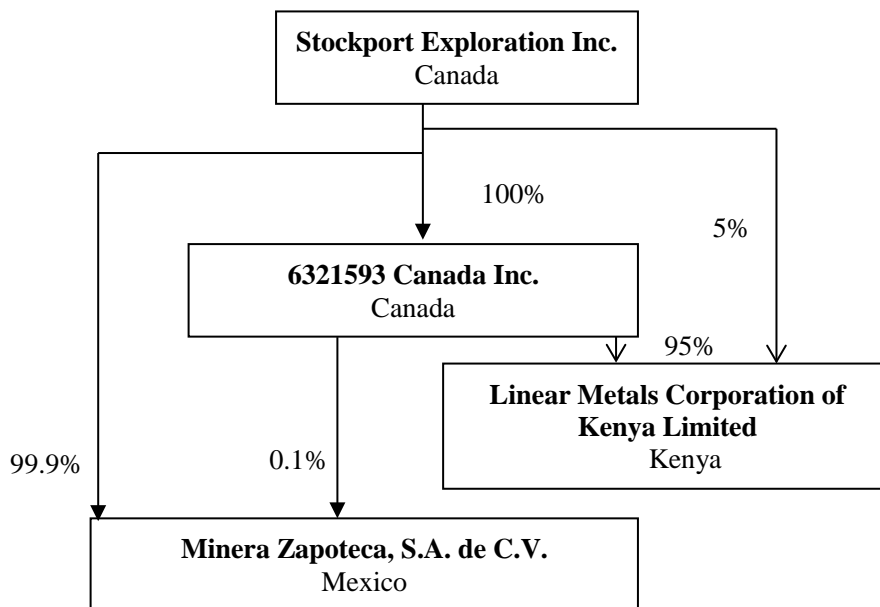 Stockport Exploration Inc.
Canada
100%
5%
6321593 Canada Inc.
Canada
95%
Linear Metals Corporation of
Kenya Limited
Kenya
99.9%
0.1%
Minera Zapoteca, S.A. de C.V.
Mexico